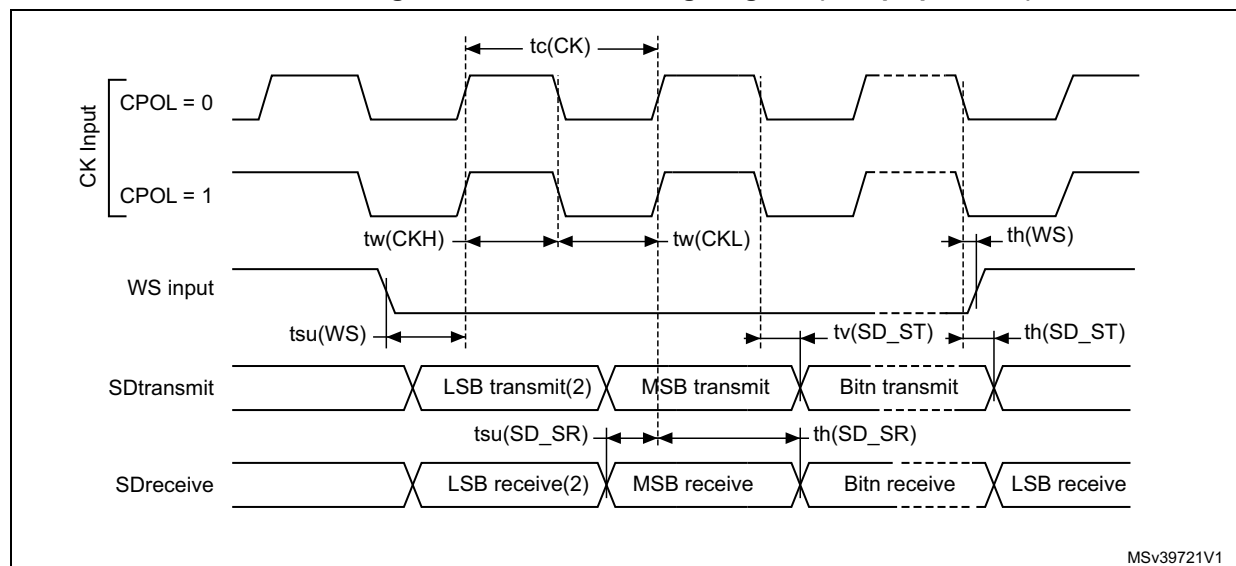 tc(CK)
CK Input
CPOL = 0
CPOL = 1
tw(CKH)
tw(CKL)
th(WS)
WS input
tsu(WS)
tv(SD_ST)
th(SD_ST)
SDtransmit
LSB transmit(2)
MSB transmit
Bitn transmit
tsu(SD_SR)
th(SD_SR)
SDreceive
LSB receive(2)
MSB receive
Bitn receive
LSB receive
MSv39721V1